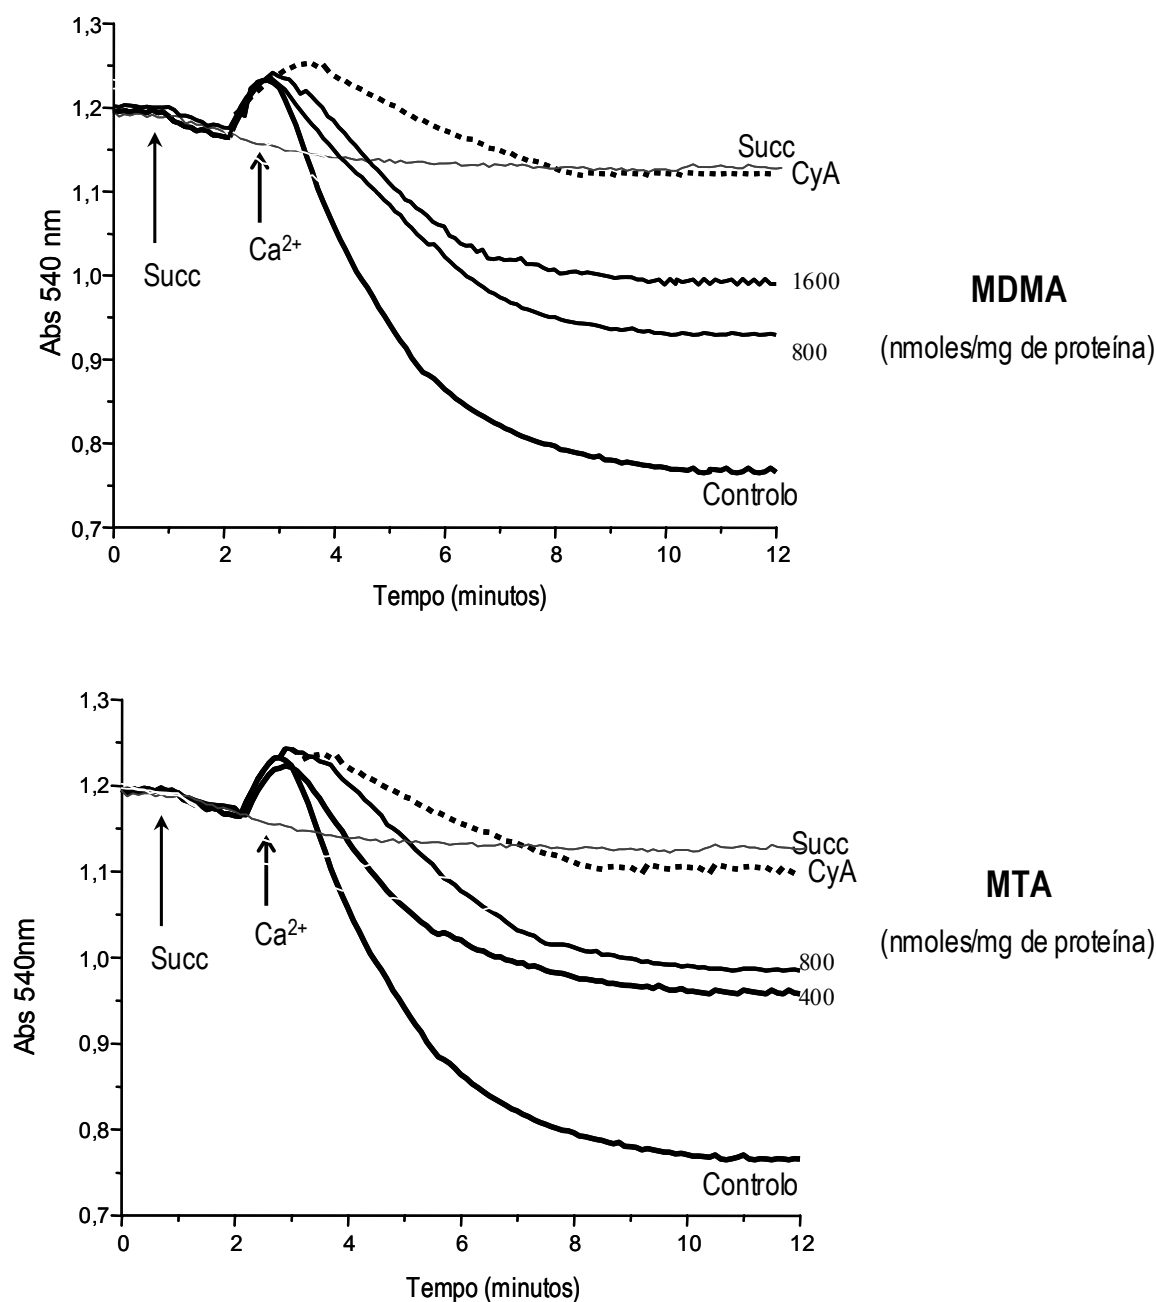 1,3
1,2
1,1
1,0
0,9
0,8
0,7
Abs 540 nm
Succ
Ca2+
Succ
CyA
1600
800
Controlo
MDMA
(nmoles/mg de proteína)
0 2 4 6 8 10 12
Tempo (minutos)
1,3
1,2
1,1
1,0
0,9
0,8
0,7
Abs 540nm
Succ
Ca2+
Succ
CyA
800
400
Controlo
MTA
(nmoles/mg de proteína)
0 2 4 6 8 10 12
Tempo (minutos)